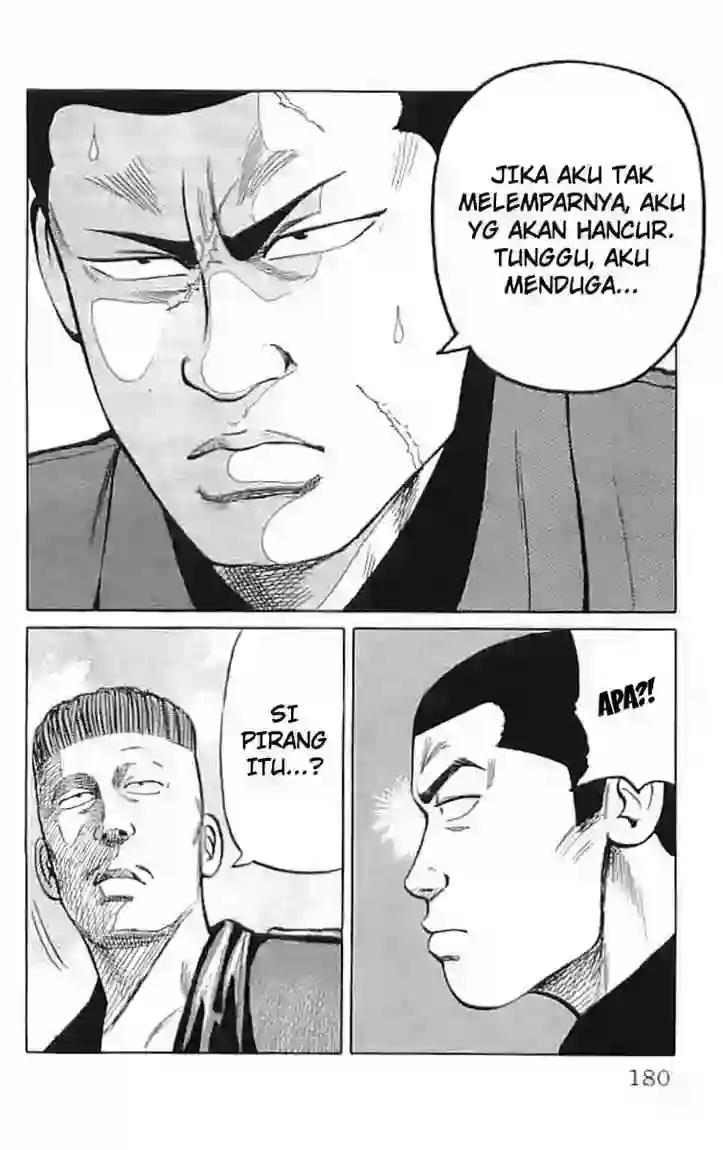 JIKA AKU TAK
MELEMPARNYA, AKU
YG AKAN HANCUR.
TUNGGU, AKU
MENDUGA...
APA?!
SI
PIRANG
ITU...?
180